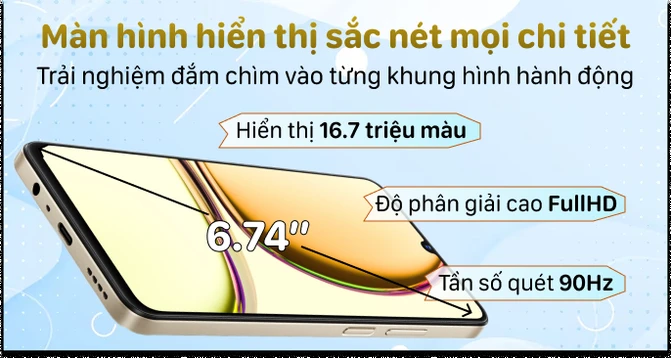 Màn hình hiển thị sắc nét mọi chi tiết
Trải nghiệm đắm chìm vào từng khung hình hành động
Hiển thị 16.7 triệu màu
Độ phân giải cao FullHD
6.74"
Tần số quét 90Hz